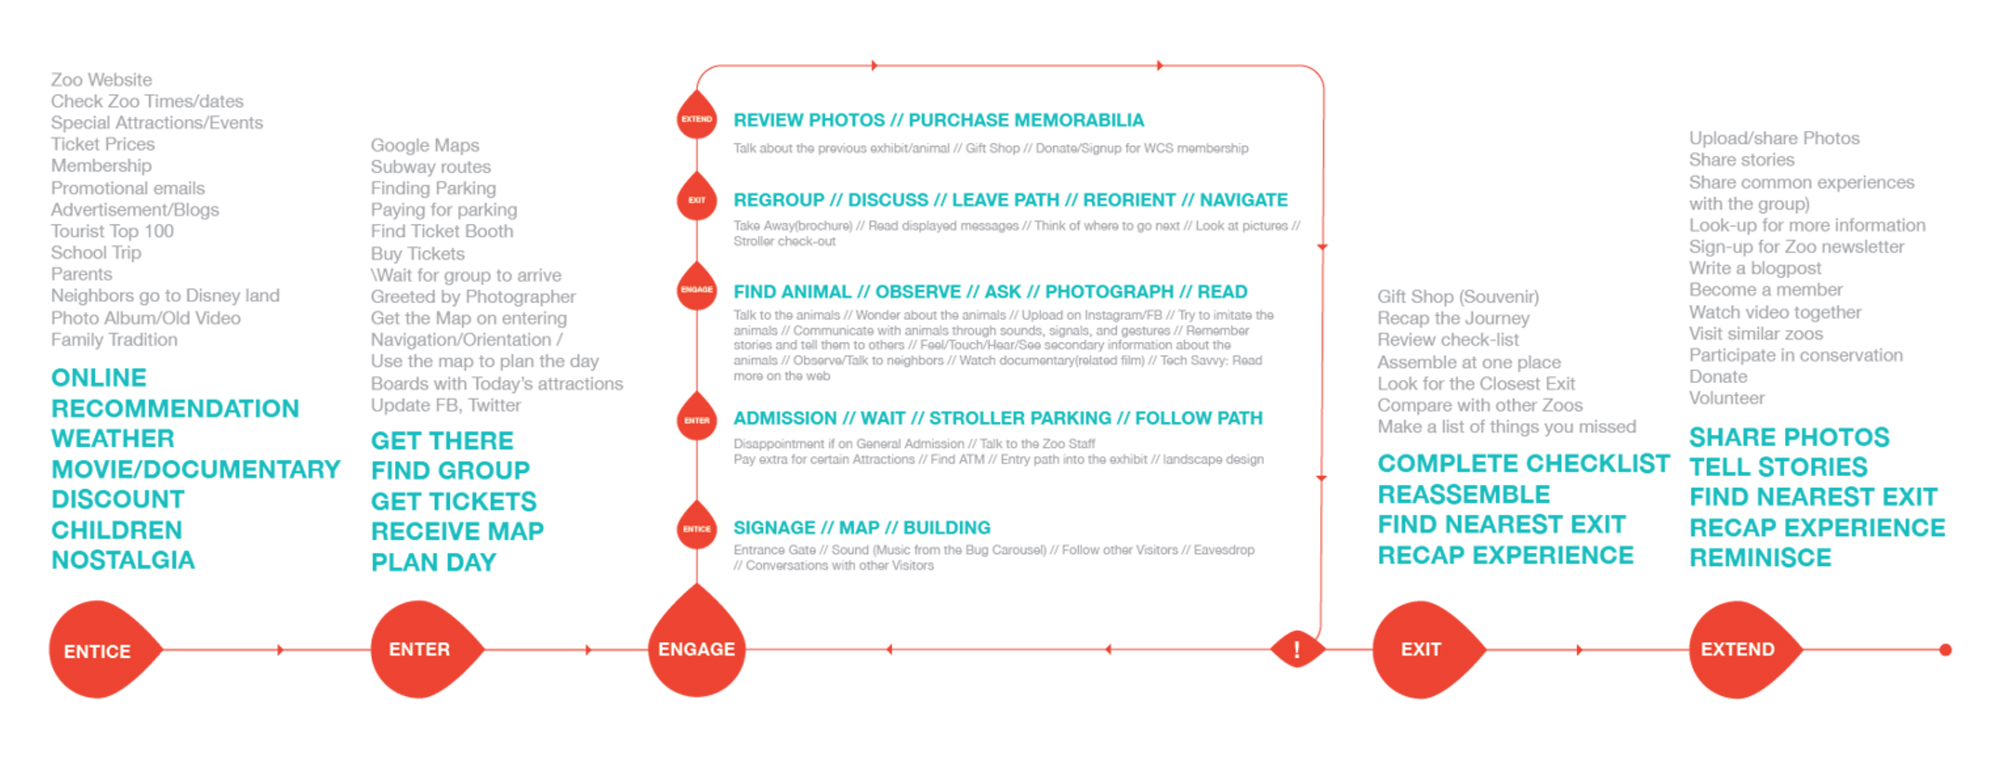 Zoo Website
Check Zoo Times/dates
Special Attractions/Events
Ticket Prices
Membership
Promotional emails
Advertisement/Blogs
Tourist Top 100
School Trip
Parents
Neighbors go to Disney land
Photo Album/Old Video
Family Tradition
ONLINE
RECOMMENDATION
WEATHER
MOVIE/DOCUMENTARY
DISCOUNT
CHILDREN
NOSTALGIA
ENTICE
Google Maps
Subway routes
Finding Parking
Paying for parking
Find Ticket Booth
Buy Tickets
\Wait for group to arrive
Greeted by Photographer
Get the Map on entering
Navigation/Orientation /
Use the map to plan the day
Boards with Today's attractions
Update FB, Twitter
GET THERE
FIND GROUP
GET TICKETS
RECEIVE MAP
PLAN DAY
ENTER
EXTEND
REVIEW PHOTOS // PURCHASE MEMORABILIA
Talk about the previous exhibit/animal // Gift Shop // Donate/Signup for WCS membership
EXIT
REGROUP // DISCUSS // LEAVE PATH // REORIENT // NAVIGATE
Take Away(brochure) // Read displayed messages // Think of where to go next // Look at pictures //
Stroller check-out
ENGAGE
FIND ANIMAL // OBSERVE // ASK // PHOTOGRAPH // READ
Talk to the animals // Wonder about the animals // Upload on Instagram/FB // Try to imitate the
animals // Communicate with animals through sounds, signals, and gestures // Remember
stories and tell them to others // Feel/Touch/Hear/See secondary information about the
animals // Observe/Talk to neighbors // Watch documentary(related film) // Tech Savvy: Read
more on the web
ENTER
ADMISSION // WAIT // STROLLER PARKING // FOLLOW PATH
Disappointment if on General Admission // Talk to the Zoo Staff
Pay extra for certain Attractions // Find ATM // Entry path into the exhibit // landscape design
ENTICE
SIGNAGE // MAP // BUILDING
Entrance Gate // Sound (Music from the Bug Carousel) // Follow other Visitors // Eavesdrop
// Conversations with other Visitors
ENGAGE
!
Gift Shop (Souvenir)
Recap the Journey
Review check-list
Assemble at one place
Look for the Closest Exit
Compare with other Zoos
Make a list of things you missed
COMPLETE CHECKLIST
REASSEMBLE
FIND NEAREST EXIT
RECAP EXPERIENCE
EXIT
Upload/share Photos
Share stories
Share common experiences
with the group)
Look-up for more information
Sign-up for Zoo newsletter
Write a blogpost
Become a member
Watch video together
Visit similar zoos
Participate in conservation
Donate
Volunteer
SHARE PHOTOS
TELL STORIES
FIND NEAREST EXIT
RECAP EXPERIENCE
REMINISCE
EXTEND